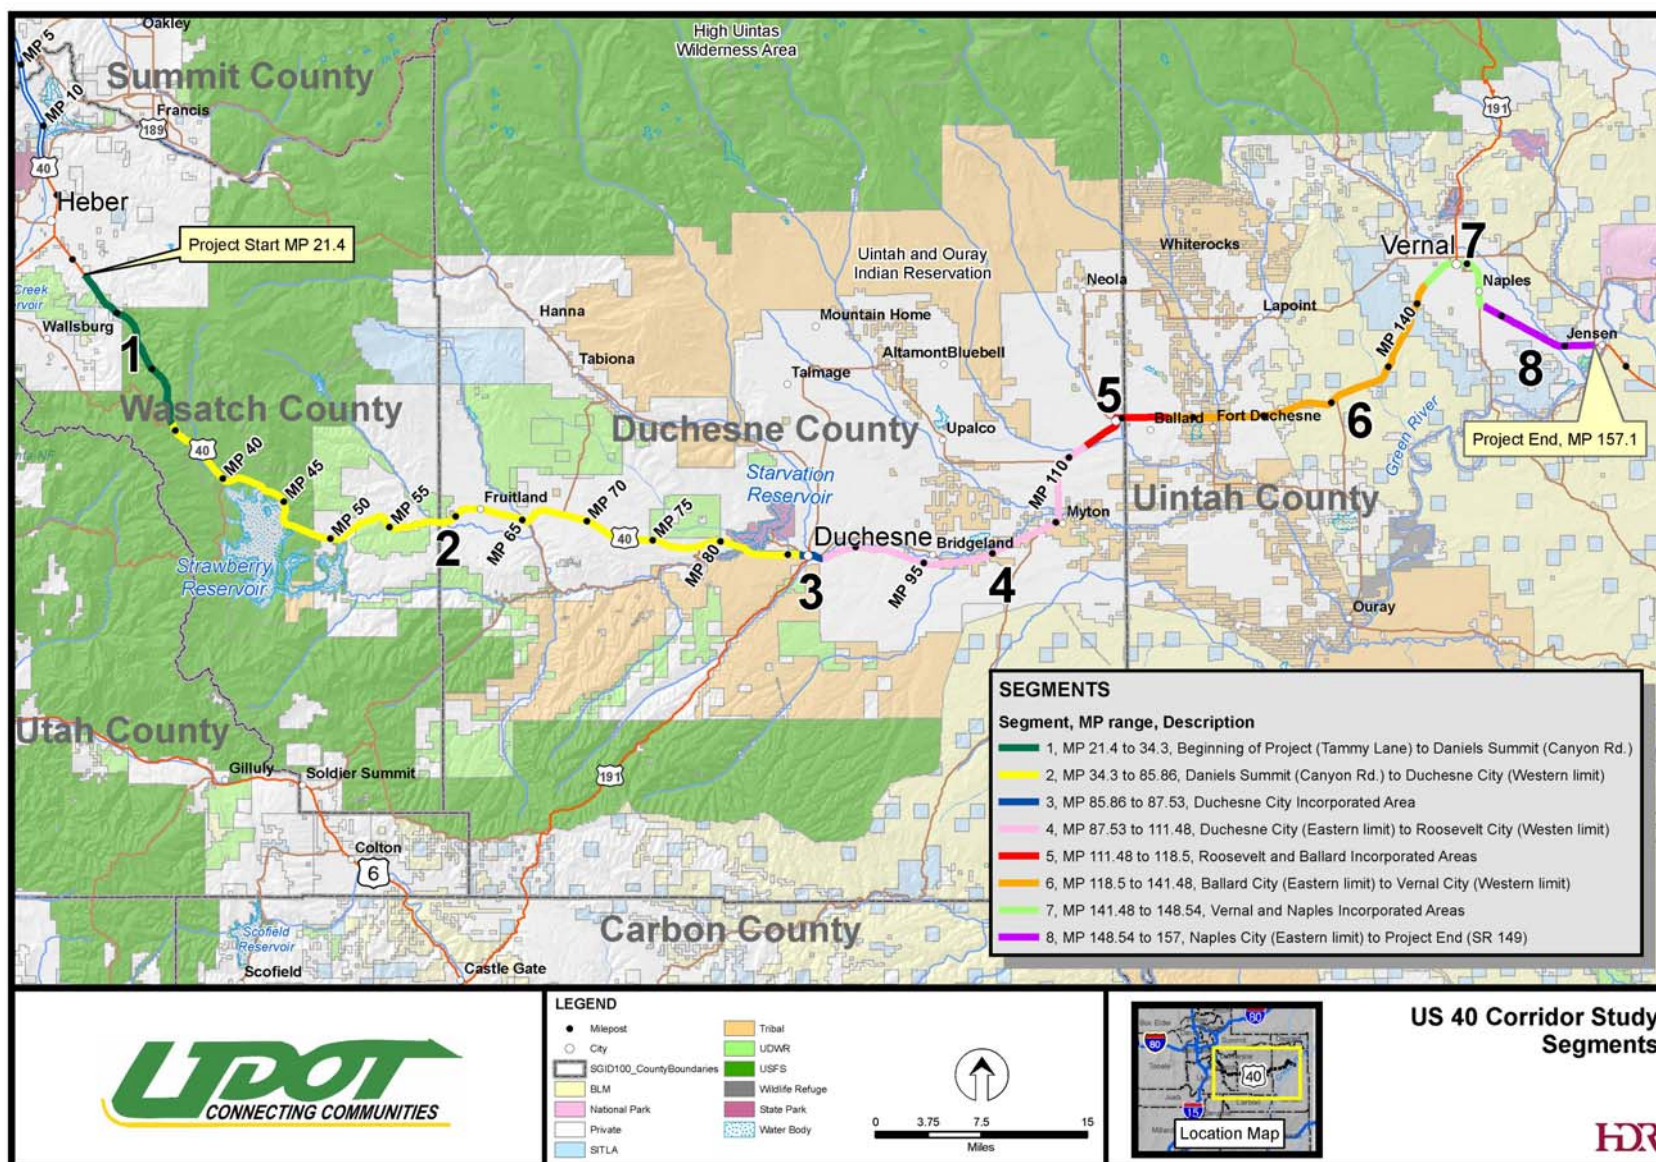 Oakley
High Uintas
Wilderness Area
MP 5
Summit County
MP 10
Francis
189
191
40
Heber
Project Start MP 21.4
Uintah and Ouray
Indian Reservation
Whiterocks
Vernal
7
Neola
Naples
Creek
Lapoint
Wallsburg
Hanna
Mountain Home
MP 140
Jensen
1
Tabiona
Altamont
Bluebell
Talmage
8
Wasatch County
5
Duchesne County
Ballard
Fort Duchesne
6
Upalco
Green River
Project End, MP 157.1
40
MP 40
MP 45
MP 50
MP 55
Fruitland
MP 70
MP 75
Starvation
Reservoir
MP 110
Uintah County
Myton
2
MP 65
40
MP 80
Duchesne
Bridgeland
Strawberry
Reservoir
3
MP 95
4
Ouray
Utah County
Gilluly
Soldier Summit
191
Colton
6
Carbon County
Scofield
Reservoir
Scofield
Castle Gate
SEGMENTS
Segment, MP range, Description
1, MP 21.4 to 34.3, Beginning of Project (Tammy Lane) to Daniels Summit (Canyon Rd.)
2, MP 34.3 to 85.86, Daniels Summit (Canyon Rd.) to Duchesne City (Western limit)
3, MP 85.86 to 87.53, Duchesne City Incorporated Area
4, MP 87.53 to 111.48, Duchesne City (Eastern limit) to Roosevelt City (Westen limit)
5, MP 111.48 to 118.5, Roosevelt and Ballard Incorporated Areas
6, MP 118.5 to 141.48, Ballard City (Eastern limit) to Vernal City (Western limit)
7, MP 141.48 to 148.54, Vernal and Naples Incorporated Areas
8, MP 148.54 to 157, Naples City (Eastern limit) to Project End (SR 149)
UDOT
CONNECTING COMMUNITIES
LEGEND
Milepost
City
SGID100_CountyBoundaries
BLM
National Park
Private
SITLA
Tribal
UDWR
USFS
Wildlife Refuge
State Park
Water Body
0 3.75 7.5 15
Miles
80
80
40
15
Location Map
US 40 Corridor Study
Segments
HDR